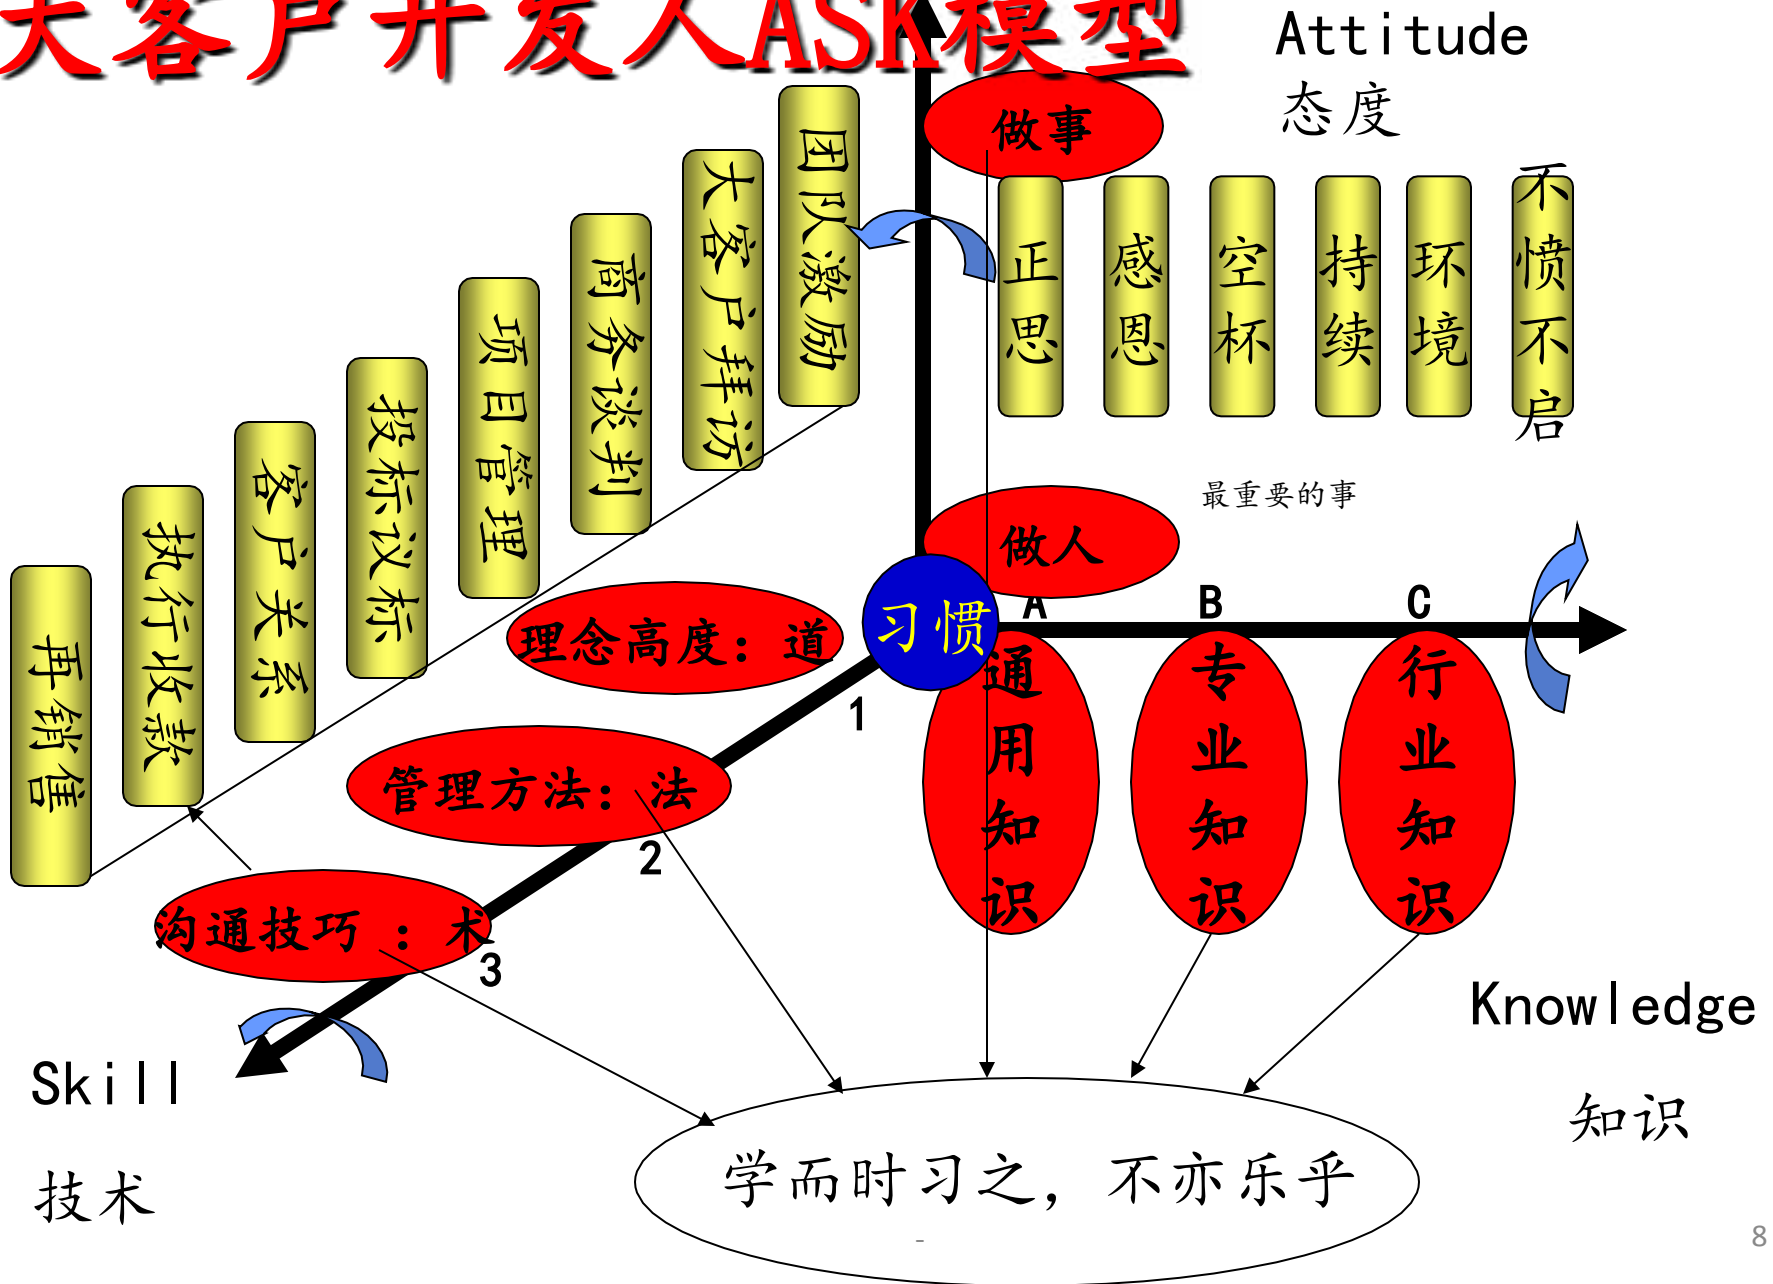 大客户开发人ASK模型
Attitude
态度
做事
团队激励
大客户拜访
商务谈判
项目管理
投标议标
客户关系
执行收款
再销售
正思
感恩
空杯
持续
环境
不愤不启
最重要的事
做人
习惯
A
B
C
理念高度：道
1
管理方法：法
2
沟通技巧 ：术
3
通用知识
专业知识
行业知识
Knowledge
知识
Skill
技术
学而时习之，不亦乐乎
-
8